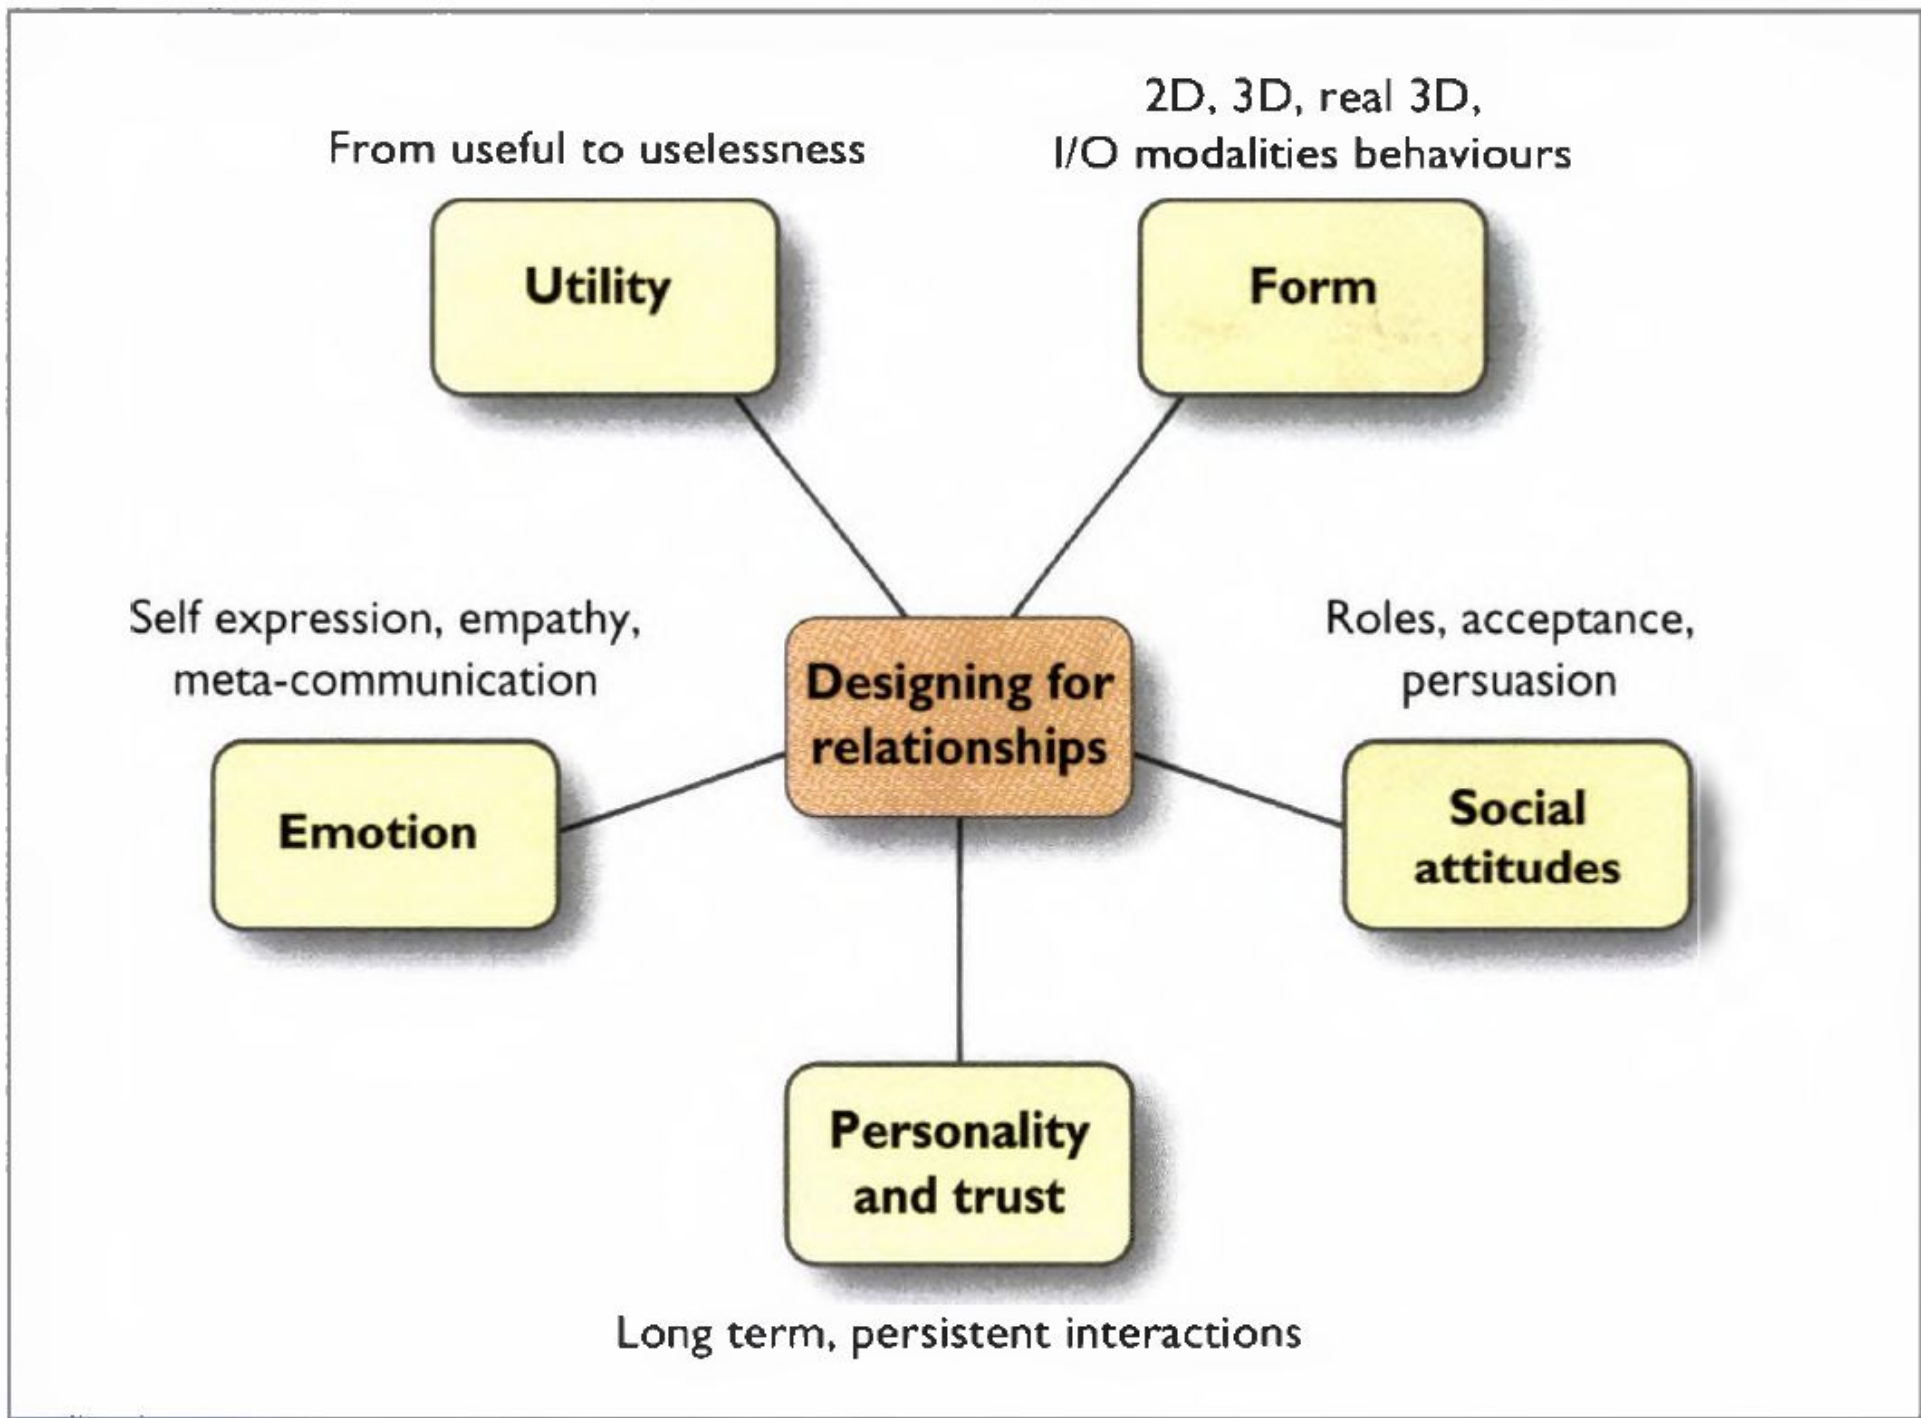 From useful to uselessness
Utility
2D, 3D, real 3D,
I/O modalities behaviours
Form
Self expression, empathy,
meta-communication
Emotion
Designing for
relationships
Roles, acceptance,
persuasion
Social
attitudes
Personality
and trust
Long term, persistent interactions